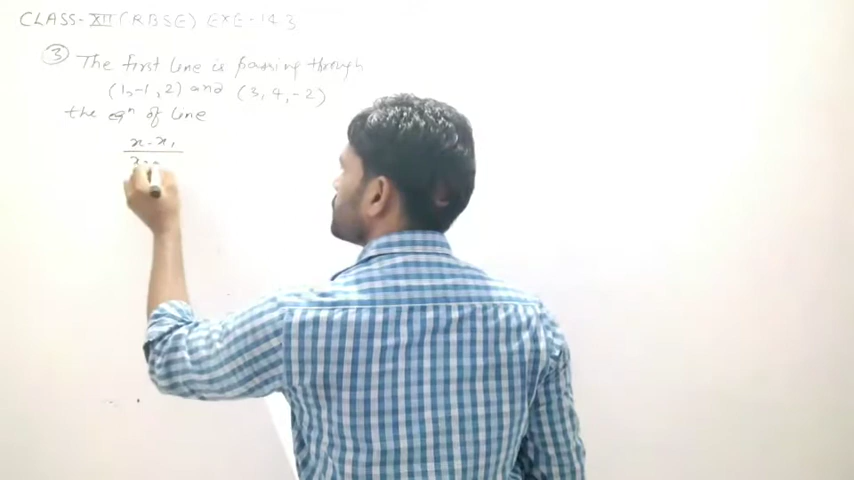 CLASS-XII (RBSE) EXE-14.3
③ The first line is passing through
(1,-1,2) and (3,4,-2)
the eqn of line
x-x1